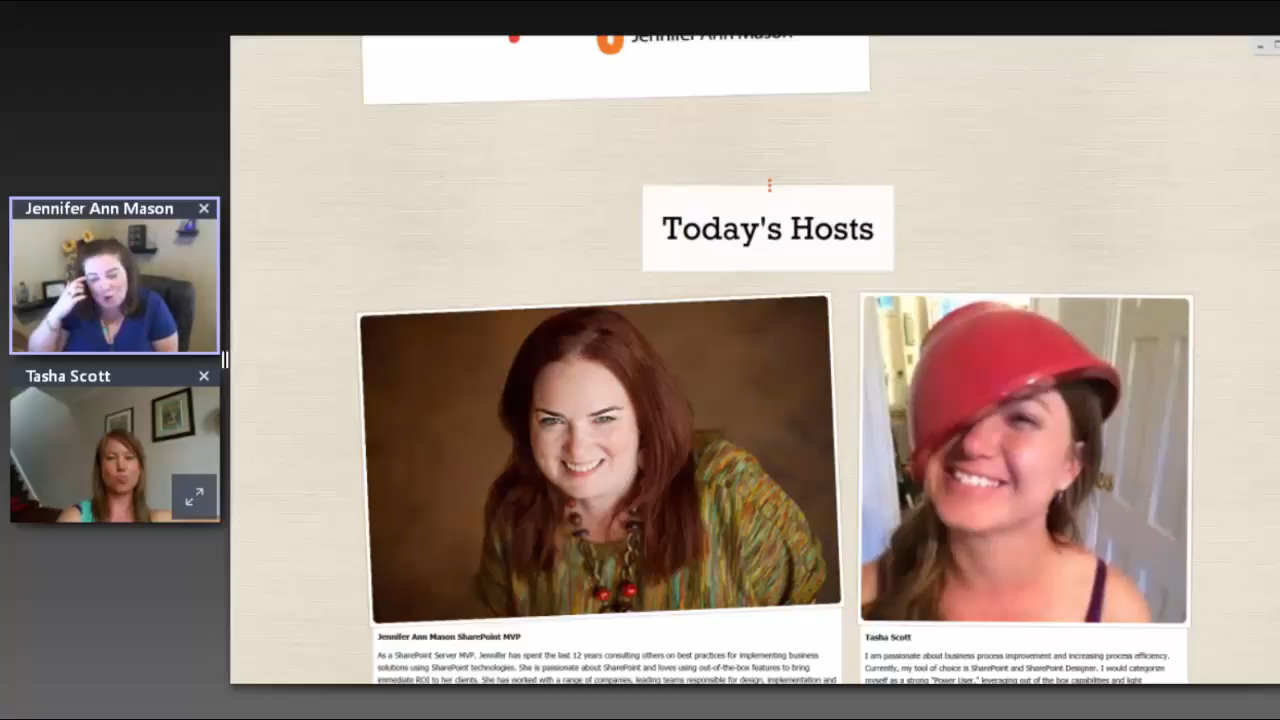 Jennifer Ann Mason
Today's Hosts
Jennifer Ann Mason
Tasha Scott
Jennifer Ann Mason SharePoint MVP
As a SharePoint Server MVP, Jennifer has spent the last 12 years consulting others on best practices for implementing business
solutions using SharePoint technologies. She is passionate about SharePoint and loves using out-of-the-box features to bring
immediate ROI to her clients. She has worked with a range of companies, leading teams responsible for design, implementation and
Tasha Scott
I am passionate about business process improvement and increasing process efficiency.
Currently, my tool of choice is SharePoint and SharePoint Designer. I would categorize
myself as a strong "Power User," leveraging out of the box capabilities and light